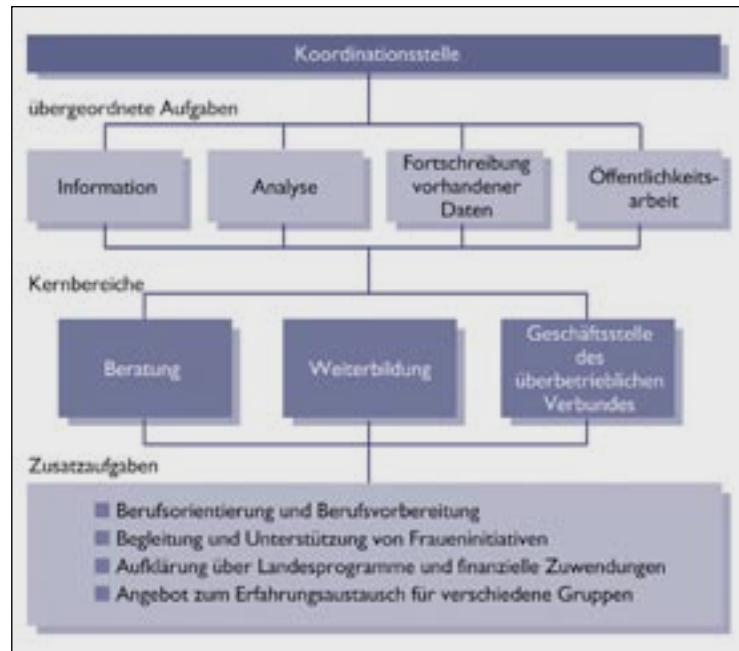 Koordinationsstelle
übergeordnete Aufgaben
Information
Analyse
Fortschreibung
vorhandener
Daten
Öffentlichkeits-
arbeit
Kernbereiche
Beratung
Weiterbildung
Geschäftsstelle
des
überbetrieblichen
Verbundes
Zusatzaufgaben
Berufsorientierung und Berufsvorbereitung
Begleitung und Unterstützung von Fraueninitiativen
Aufklärung über Landesprogramme und finanzielle Zuwendungen
Angebot zum Erfahrungsaustausch für verschiedene Gruppen